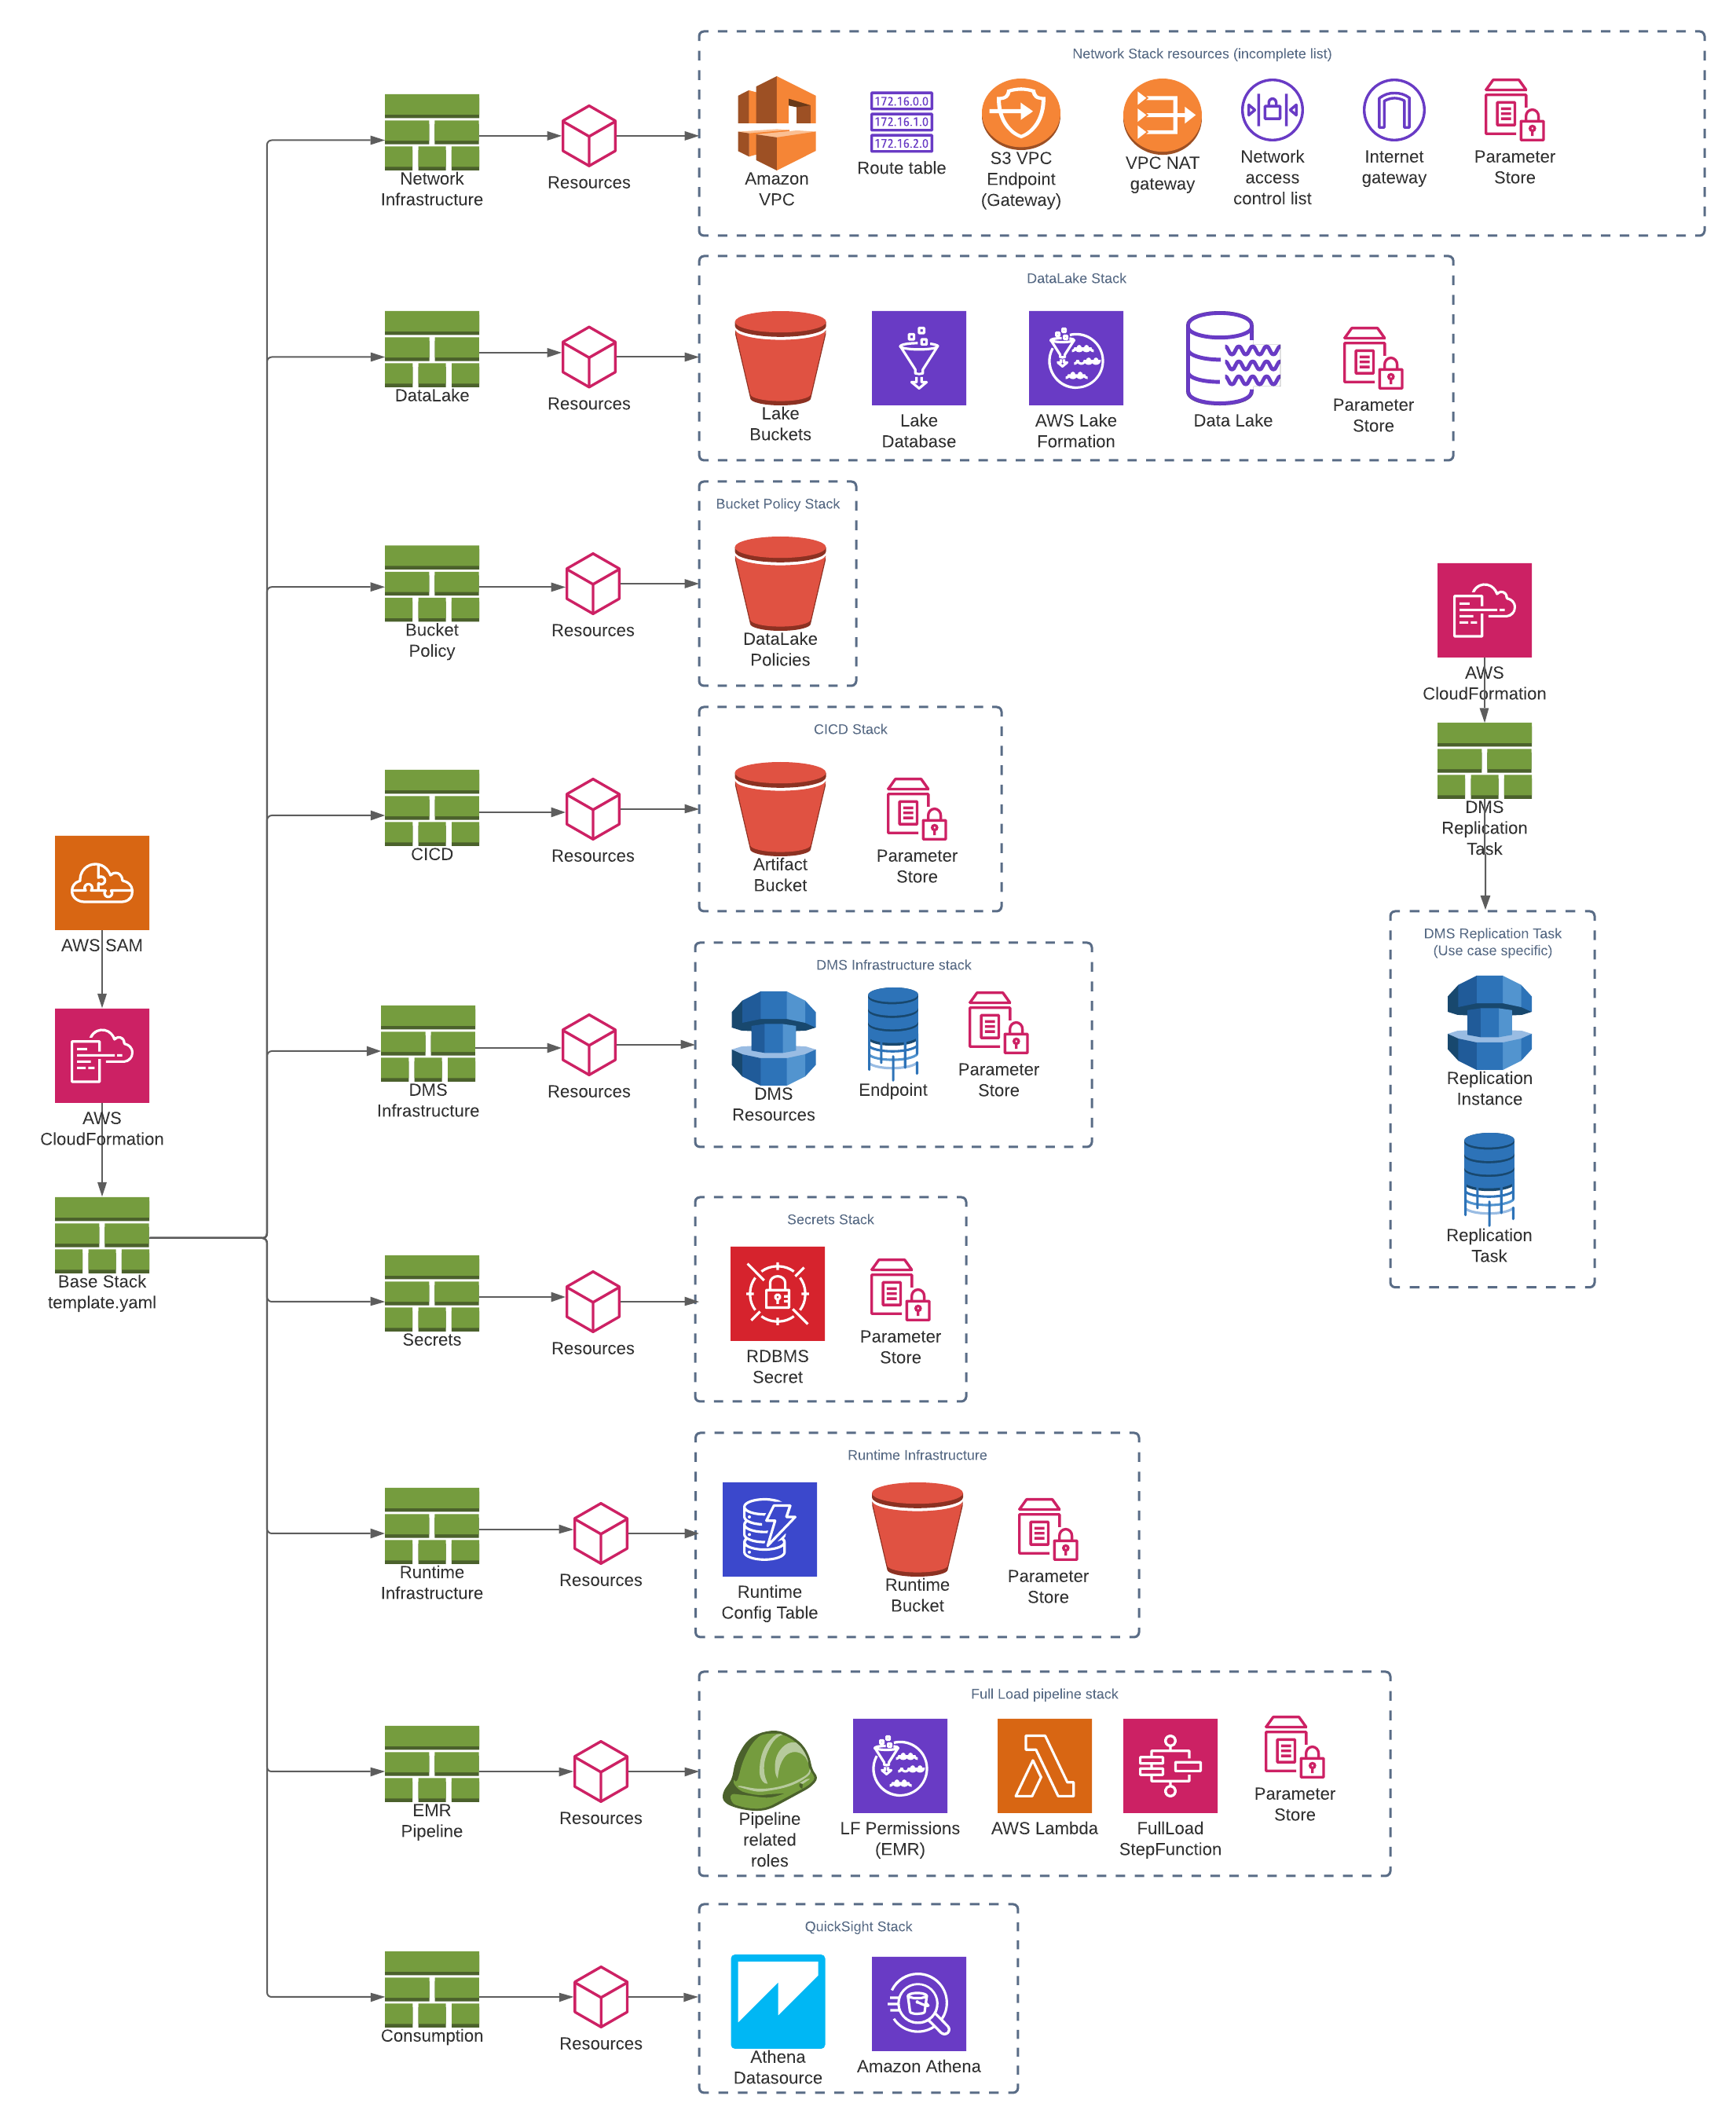 Network Stack resources (incomplete list)
172.16.0.0
172.16.1.0
172.16.2.0
Amazon
VPC
Route table
S3 VPC
Endpoint
(Gateway)
VPC NAT
gateway
Network
access
control list
Internet
gateway
Parameter
Store
Network
Infrastructure
Resources
DataLake Stack
Lake
Buckets
Lake
Database
AWS Lake
Formation
Data Lake
Parameter
Store
DataLake
Resources
Bucket Policy Stack
DataLake
Policies
Bucket
Policy
Resources
AWS
CloudFormation
CICD Stack
Artifact
Bucket
Parameter
Store
CICD
Resources
DMS
Replication
Task
AWS SAM
DMS Replication Task
(Use case specific)
Replication
Instance
Replication
Task
DMS Infrastructure stack
DMS
Resources
Endpoint
Parameter
Store
DMS
Infrastructure
Resources
AWS
CloudFormation
Base Stack
template.yaml
Secrets Stack
RDBMS
Secret
Parameter
Store
Secrets
Resources
Runtime Infrastructure
Runtime
Config Table
Runtime
Bucket
Parameter
Store
Runtime
Infrastructure
Resources
Full Load pipeline stack
Pipeline
related
roles
LF Permissions
(EMR)
AWS Lambda
FullLoad
StepFunction
Parameter
Store
EMR
Pipeline
Resources
QuickSight Stack
Athena
Datasource
Amazon Athena
Consumption
Resources